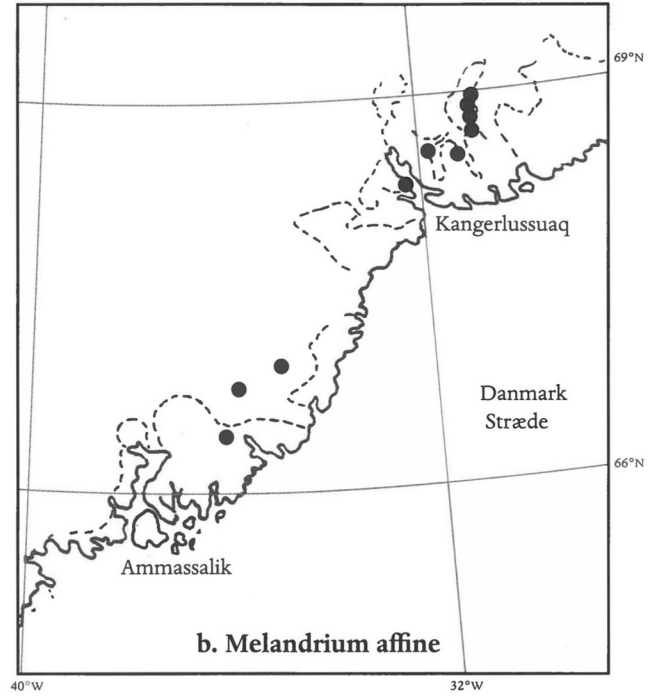 69°N
Kangerlussuaq
Danmark
Stræde
66°N
Ammassalik
b. Melandrium affine
40°W
32°W